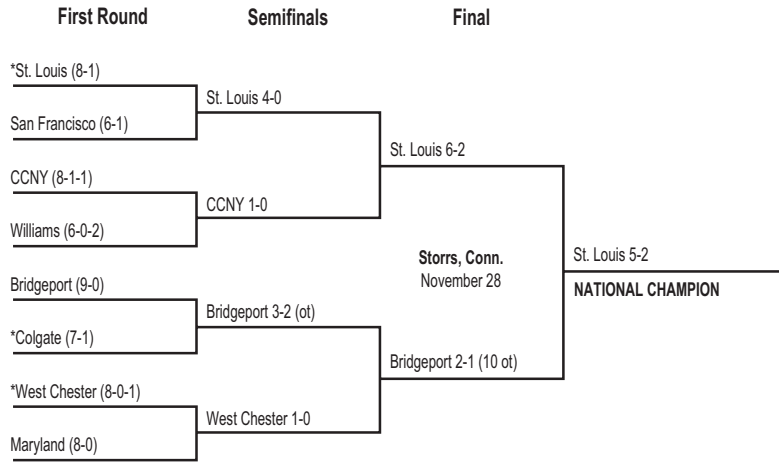 First Round
Semifinals
Final
*St. Louis (8-1)
St. Louis 4-0
San Francisco (6-1)
St. Louis 6-2
CCNY (8-1-1)
CCNY 1-0
Williams (6-0-2)
Storrs, Conn.
November 28
St. Louis 5-2
NATIONAL CHAMPION
Bridgeport (9-0)
Bridgeport 3-2 (ot)
*Colgate (7-1)
Bridgeport 2-1 (10 ot)
*West Chester (8-0-1)
West Chester 1-0
Maryland (8-0)